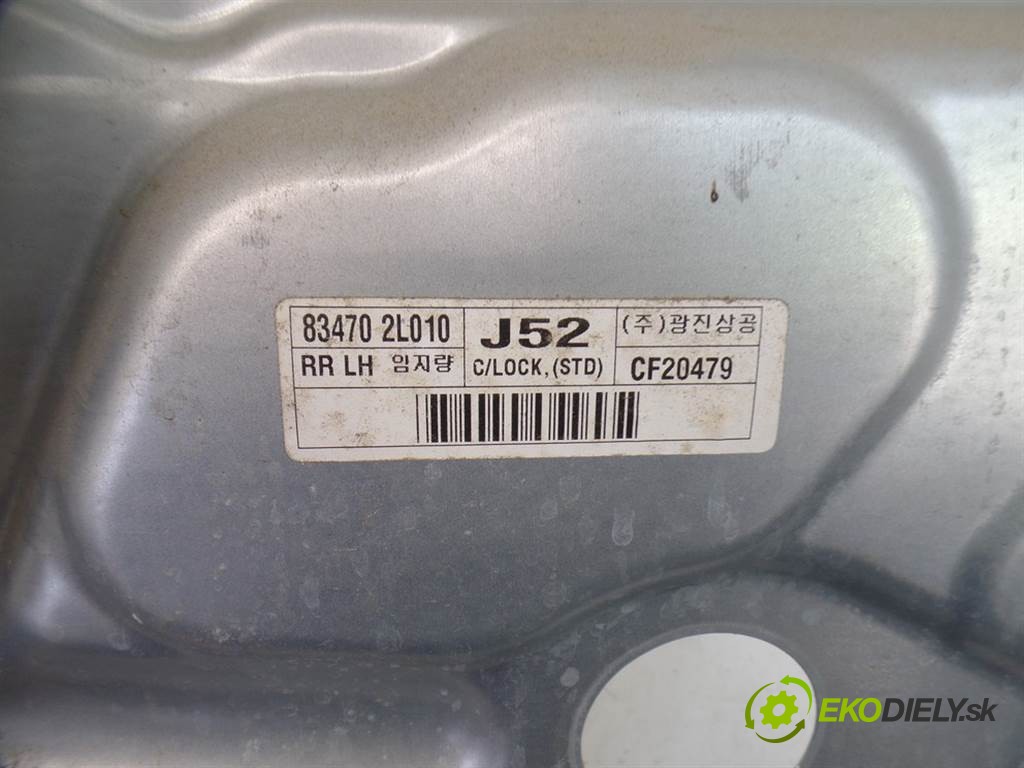 83470 2L010
J52
(주)광진상공
RR LH 임지량
C/LOCK,(STD)
CF20479
EKODIELY.sk